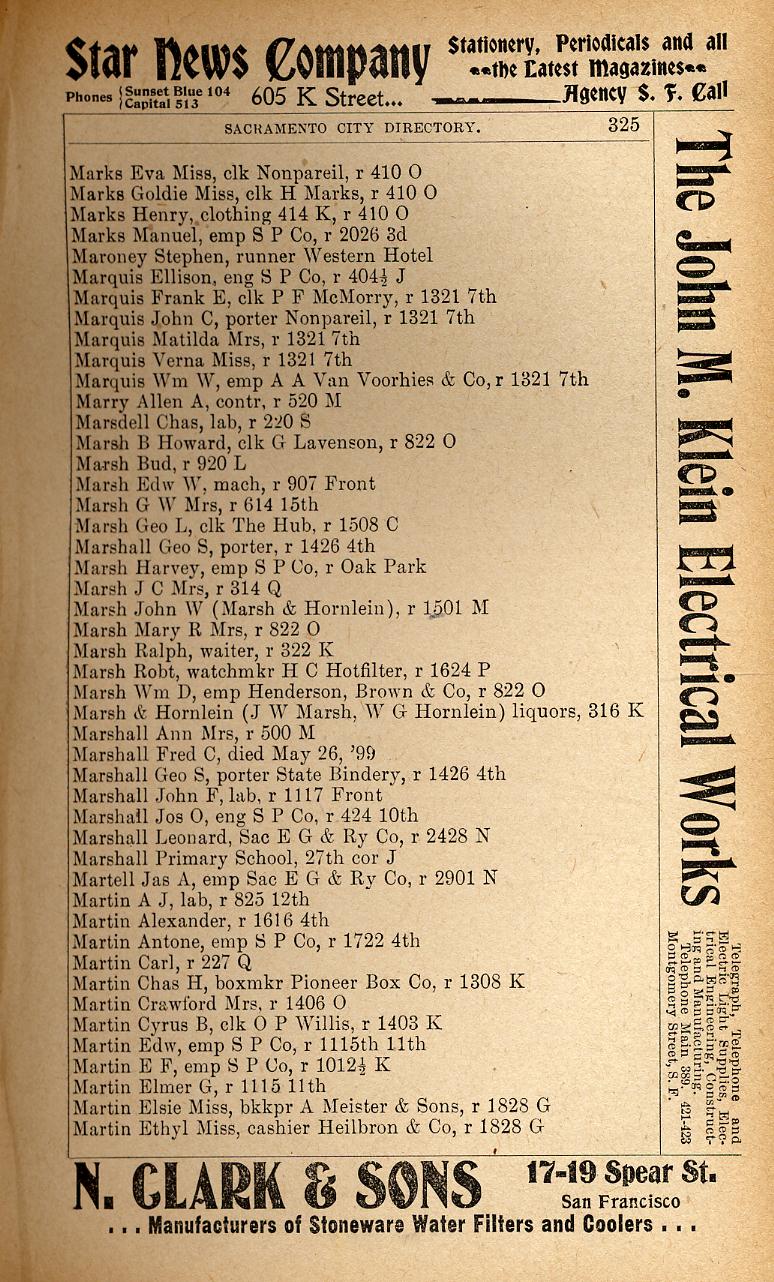 Star News Company
Stationery, Periodicals and all
the Latest Magazines
Phones { Sunset Blue 104
Capital 513
605 K Street...
Agency S. F. Call
SACRAMENTO CITY DIRECTORY. 325
Marks Eva Miss, clk Nonpareil, r 410 O
Marks Goldie Miss, clk H Marks, r 410 O
Marks Henry, clothing 414 K, r 410 O
Marks Manuel, emp S P Co, r 2026 3d
Maroney Stephen, runner Western Hotel
Marquis Ellison, eng S P Co, r 404½ J
Marquis Frank E, clk P F McMorry, r 1321 7th
Marquis John C, porter Nonpareil, r 1321 7th
Marquis Matilda Mrs, r 1321 7th
Marquis Verna Miss, r 1321 7th
Marquis Wm W, emp A A Van Voorhies & Co, r 1321 7th
Marry Allen A, contr, r 520 M
Marsdell Chas, lab, r 220 S
Marsh B Howard, clk G Lavenson, r 822 O
Marsh Bud, r 920 L
Marsh Edw W, mach, r 907 Front
Marsh G W Mrs, r 614 15th
Marsh Geo L, clk The Hub, r 1508 C
Marshall Geo S, porter, r 1426 4th
Marsh Harvey, emp S P Co, r Oak Park
Marsh J C Mrs, r 314 Q
Marsh John W (Marsh & Hornlein), r 1501 M
Marsh Mary R Mrs, r 822 O
Marsh Ralph, waiter, r 322 K
Marsh Robt, watchmkr H C Hotfilter, r 1624 P
Marsh Wm D, emp Henderson, Brown & Co, r 822 O
Marsh & Hornlein (J W Marsh, W G Hornlein) liquors, 316 K
Marshall Ann Mrs, r 500 M
Marshall Fred C, died May 26, '99
Marshall Geo S, porter State Bindery, r 1426 4th
Marshall John F, lab, r 1117 Front
Marshall Jos O, eng S P Co, r 424 10th
Marshall Leonard, Sac E G & Ry Co, r 2428 N
Marshall Primary School, 27th cor J
Martell Jas A, emp Sac E G & Ry Co, r 2901 N
Martin A J, lab, r 825 12th
Martin Alexander, r 1616 4th
Martin Antone, emp S P Co, r 1722 4th
Martin Carl, r 227 Q
Martin Chas H, boxmkr Pioneer Box Co, r 1308 K
Martin Crawford Mrs, r 1406 O
Martin Cyrus B, clk O P Willis, r 1403 K
Martin Edw, emp S P Co, r 1115th 11th
Martin E F, emp S P Co, r 1012½ K
Martin Elmer G, r 1115 11th
Martin Elsie Miss, bkkpr A Meister & Sons, r 1828 G
Martin Ethyl Miss, cashier Heilbron & Co, r 1828 G
The John M. Klein Electrical Works
Telegraph, Telephone and
Electric Light Supplies, Elec-
trical Engineering, Construct-
ing and Manufacturing.
Telephone Main 389. 421-423
Montgomery Street, S. F.
N. CLARK & SONS
17-19 Spear St.
San Francisco
... Manufacturers of Stoneware Water Filters and Coolers ...